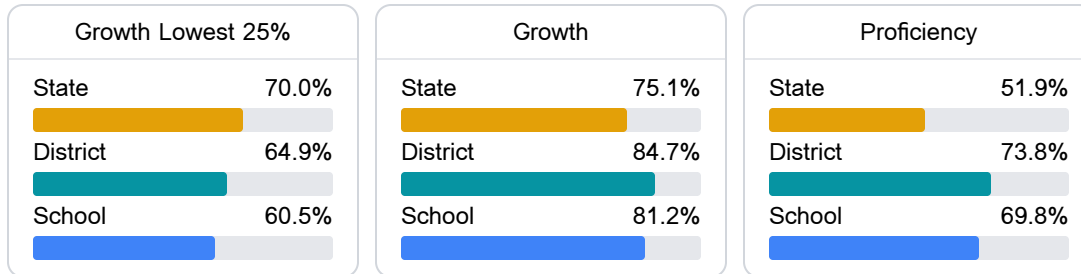 Growth Lowest 25%
State 70.0%
District 64.9%
School 60.5%
Growth
State 75.1%
District 84.7%
School 81.2%
Proficiency
State 51.9%
District 73.8%
School 69.8%